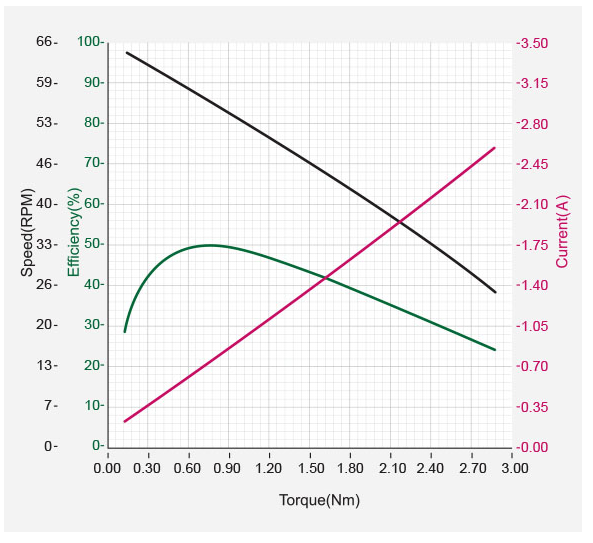 66- 100- -3.50
59- 90- -3.15
53- 80- -2.80
46- 70- -2.45
40- 60- -2.10
33- 50- -1.75
26- 40- -1.40
20- 30- -1.05
13- 20- -0.70
7- 10- -0.35
0- 0- -0.00
Speed(RPM)
Efficiency(%)
Current(A)
0.00 0.30 0.60 0.90 1.20 1.50 1.80 2.10 2.40 2.70 3.00
Torque(Nm)